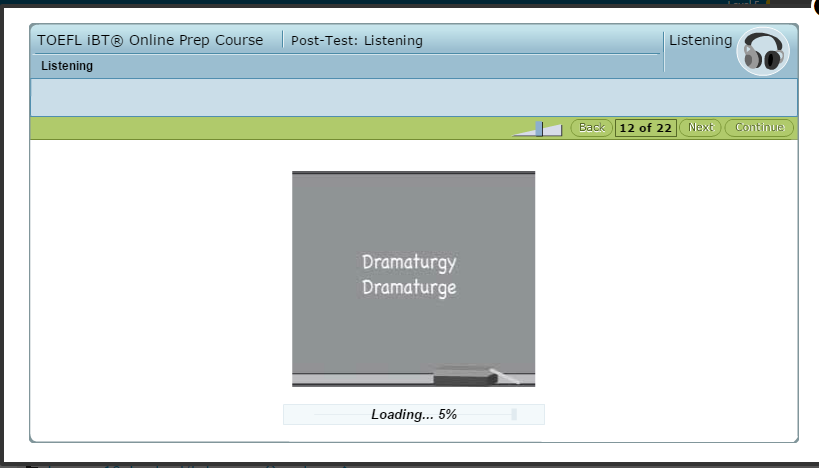 TOEFL iBT® Online Prep Course Post-Test: Listening Listening
Listening
Back 12 of 22 Next Continue
Dramaturgy
Dramaturge
Loading... 5%